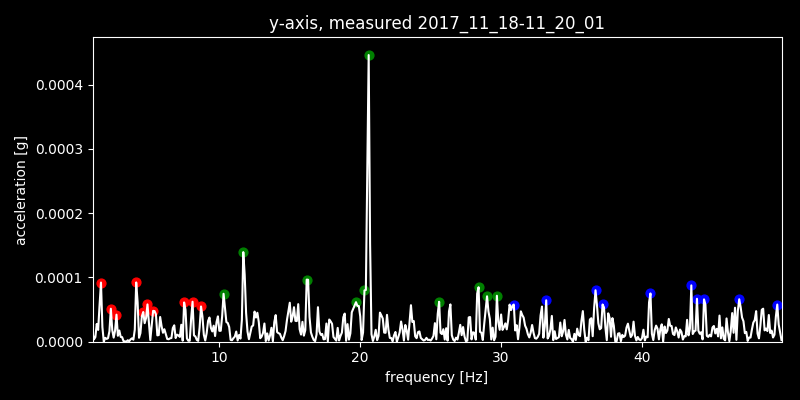 y-axis, measured 2017_11_18-11_20_01
acceleration [g]
0.0004
0.0003
0.0002
0.0001
0.0000
10 20 30 40
frequency [Hz]